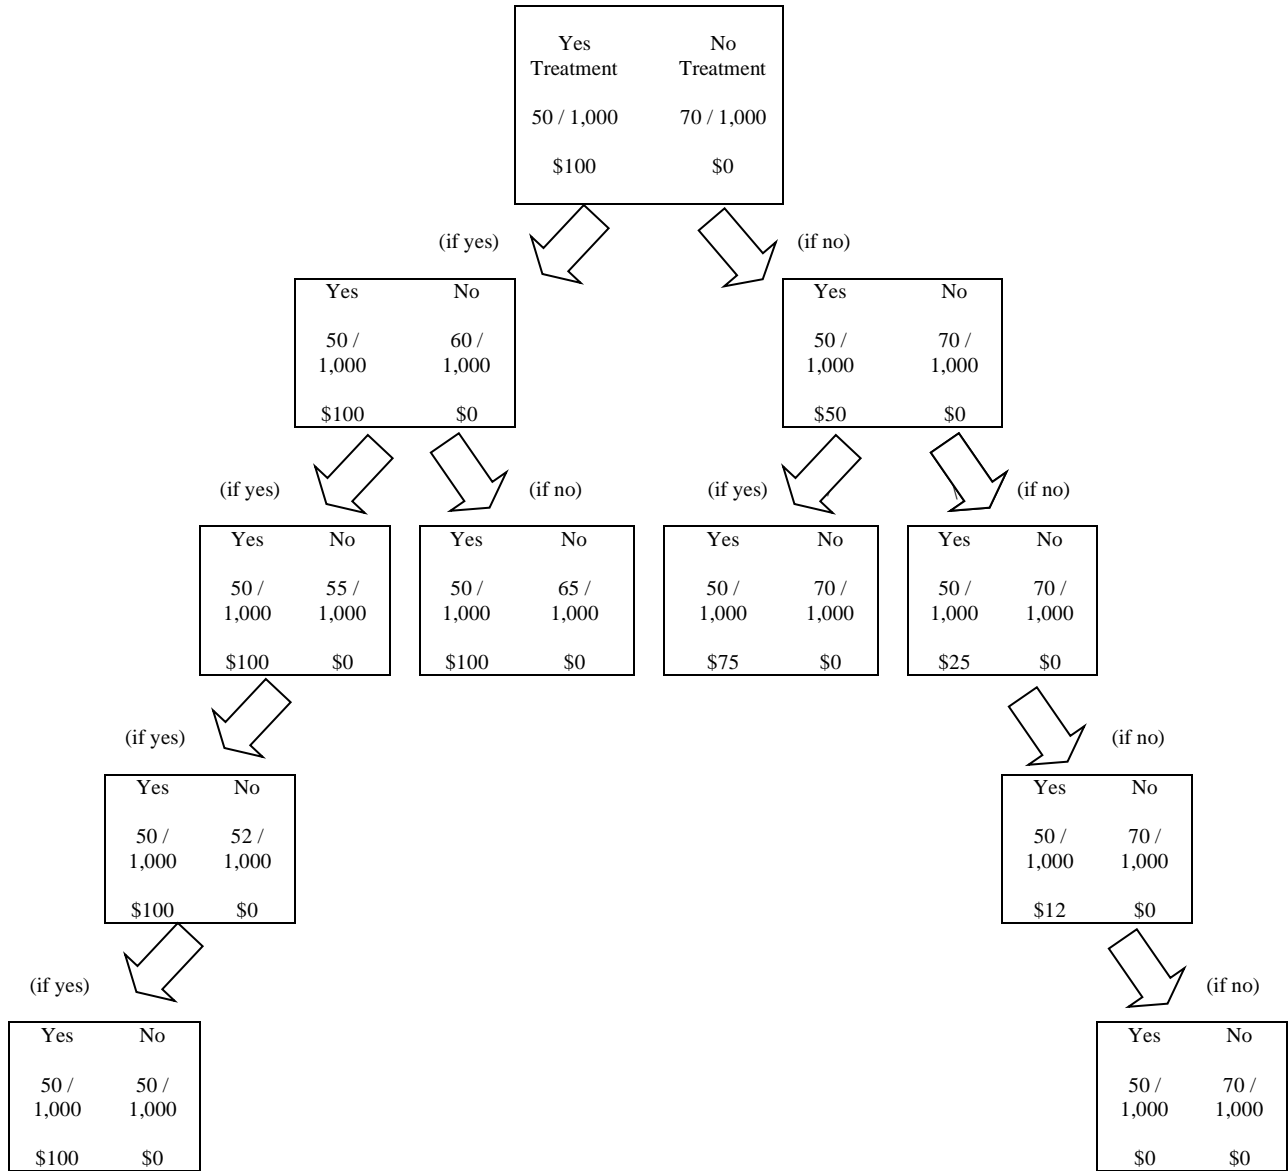 Yes No
Treatment Treatment
50 / 1,000 70 / 1,000
$100 $0
(if yes) (if no)
Yes No
50 / 60 /
1,000 1,000
$100 $0
Yes No
50 / 70 /
1,000 1,000
$50 $0
(if yes) (if no)
(if yes) (if no)
Yes No
50 / 55 /
1,000 1,000
$100 $0
Yes No
50 / 65 /
1,000 1,000
$100 $0
Yes No
50 / 70 /
1,000 1,000
$75 $0
Yes No
50 / 70 /
1,000 1,000
$25 $0
(if yes) (if no)
Yes No
50 / 52 /
1,000 1,000
$100 $0
Yes No
50 / 70 /
1,000 1,000
$12 $0
(if yes) (if no)
Yes No
50 / 50 /
1,000 1,000
$100 $0
Yes No
50 / 70 /
1,000 1,000
$0 $0